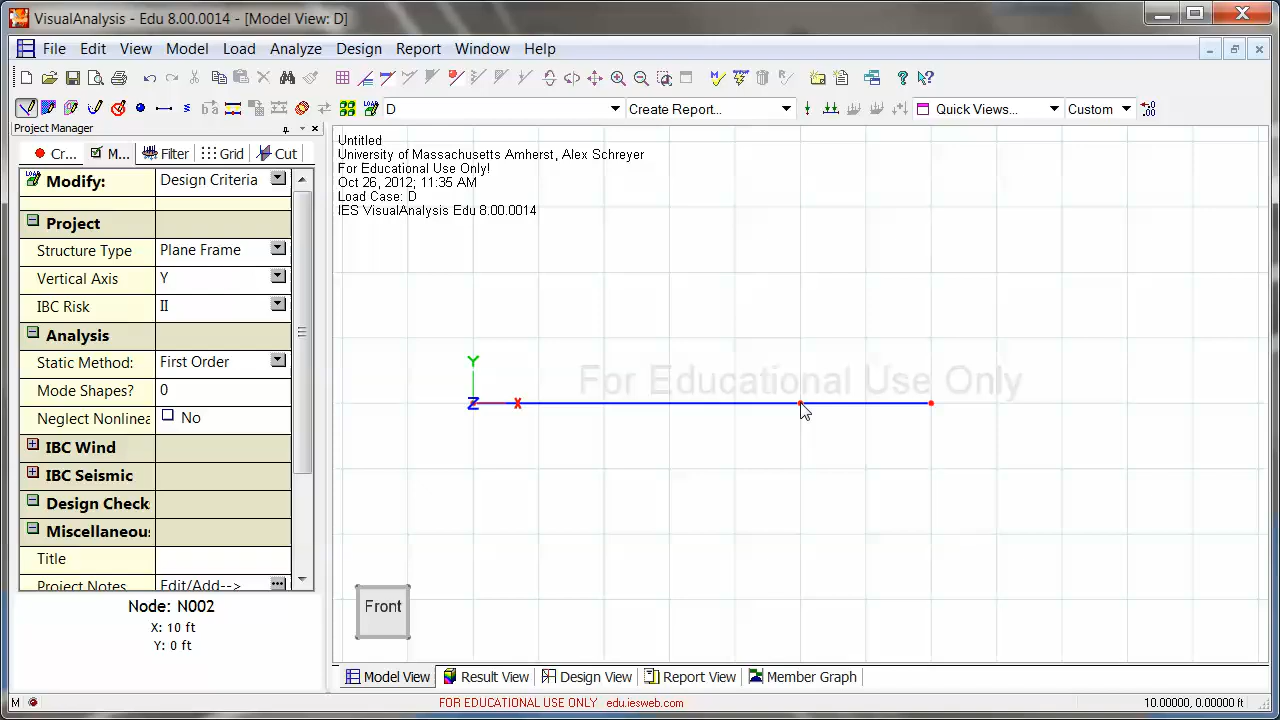 VisualAnalysis - Edu 8.00.0014 - [Model View: D]
File Edit View Model Load Analyze Design Report Window Help
D Create Report... Quick Views... Custom
Project Manager
Cr... M... Filter Grid Cut
Modify: Design Criteria
Project
Structure Type Plane Frame
Vertical Axis Y
IBC Risk II
Analysis
Static Method: First Order
Mode Shapes? 0
Neglect Nonlinea No
IBC Wind
IBC Seismic
Design Check
Miscellaneou:
Title
Project Notes Edit/Add-->
Node: N002
X: 10 ft
Y: 0 ft
Untitled
University of Massachusetts Amherst, Alex Schreyer
For Educational Use Only!
Oct 26, 2012; 11:35 AM
Load Case: D
IES VisualAnalysis Edu 8.00.0014
For Educational Use Only
Y
Z X
Front
Model View Result View Design View Report View Member Graph
M FOR EDUCATIONAL USE ONLY edu.iesweb.com 10.00000, 0.00000 ft